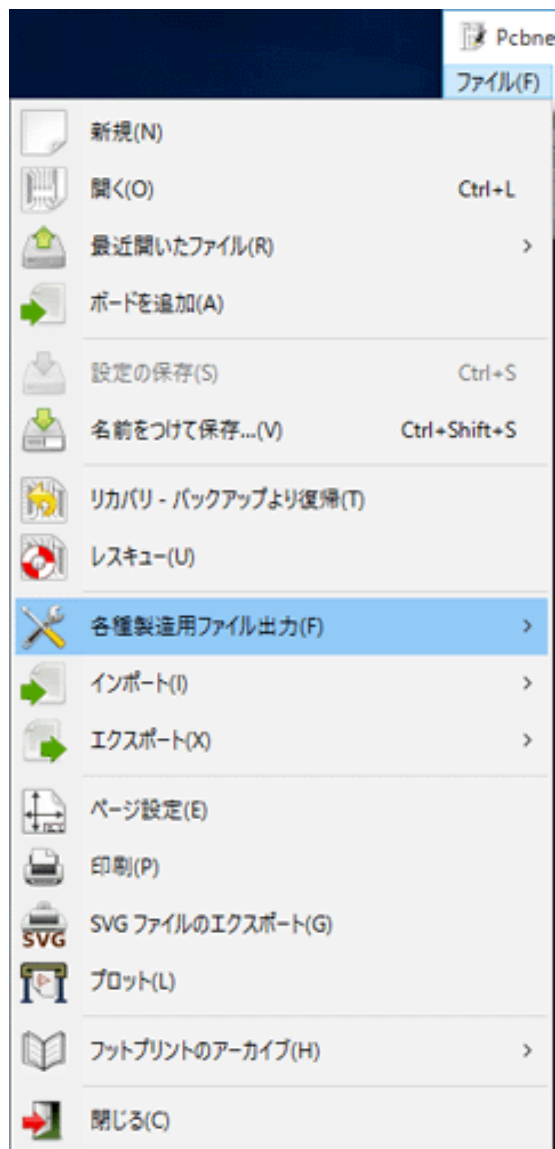 Pcbne
ファイル(F)
新規(N)
開く(O) Ctrl+L
最近開いたファイル(R) >
ボードを追加(A)
設定の保存(S) Ctrl+S
名前をつけて保存...(V) Ctrl+Shift+S
リカバリ - バックアップより復帰(T)
レスキュー(U)
各種製造用ファイル出力(F) >
インポート(I) >
エクスポート(X) >
ページ設定(E)
印刷(P)
SVG ファイルのエクスポート(G)
SVG
プロット(L)
フットプリントのアーカイブ(H) >
閉じる(C)